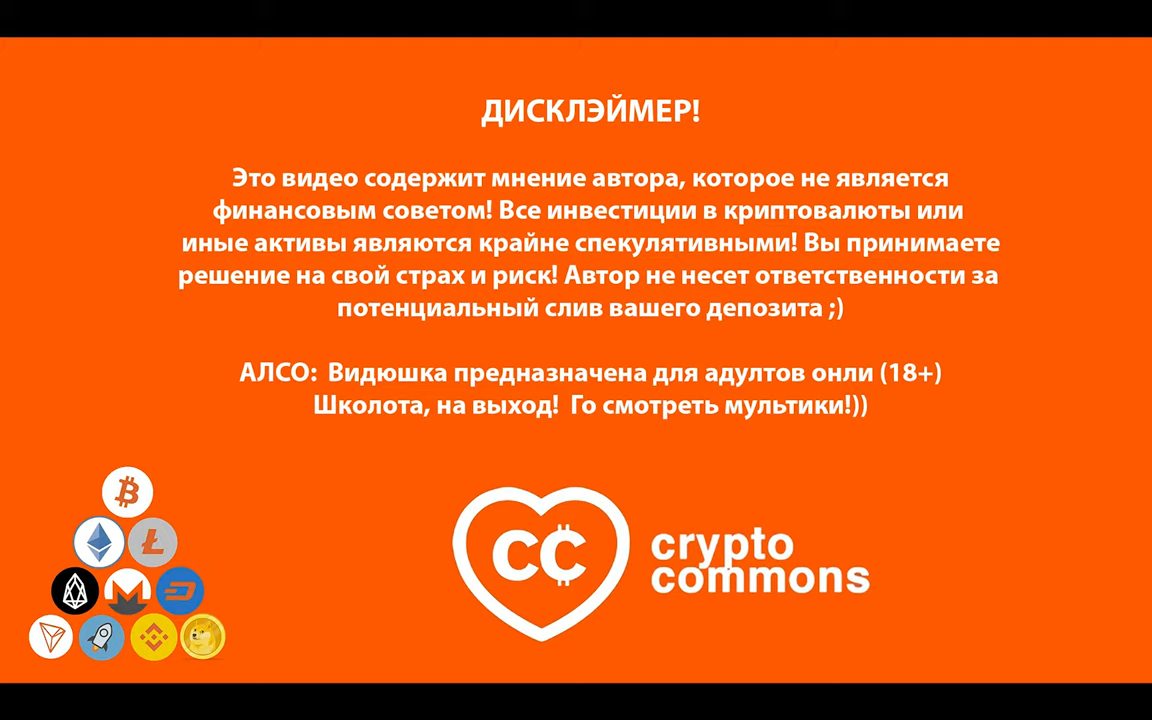 ДИСКЛЭЙМЕР!
Это видео содержит мнение автора, которое не является
финансовым советом! Все инвестиции в криптовалюты или
иные активы являются крайне спекулятивными! Вы принимаете
решение на свой страх и риск! Автор не несет ответственности за
потенциальный слив вашего депозита ;)
АЛСО:  Видюшка предназначена для адултов онли (18+)
Школота, на выход!  Го смотреть мультики!))
CC
crypto
commons